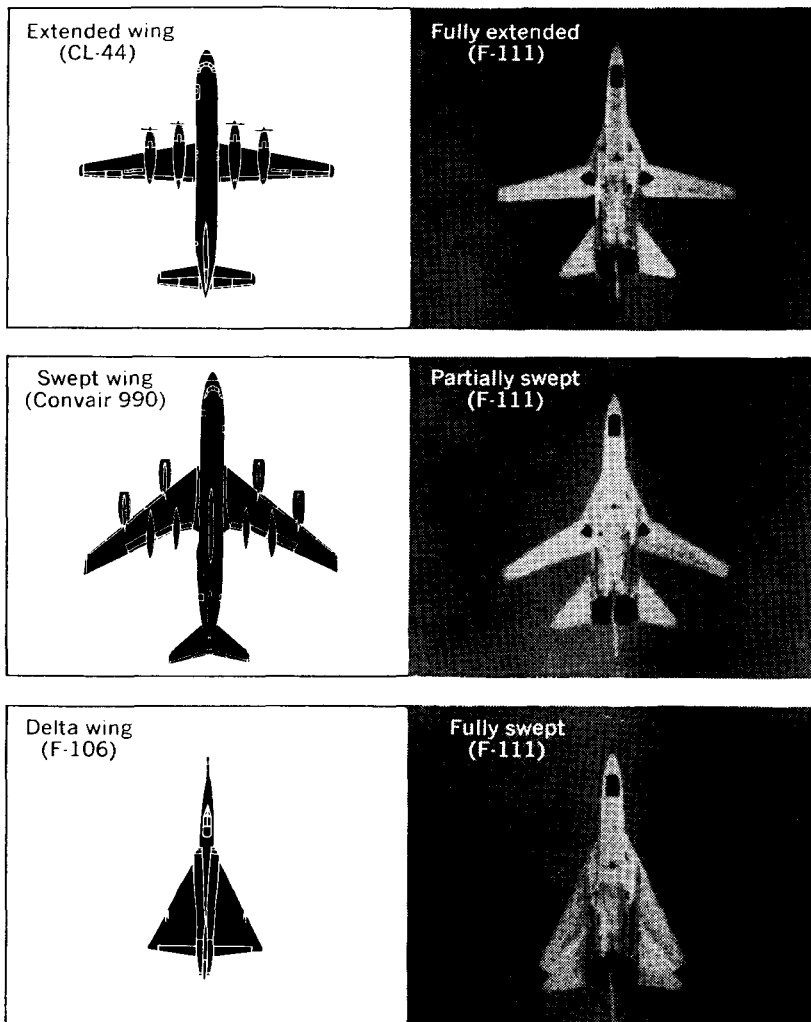 Extended wing
(CL-44)
Fully extended
(F-111)
Swept wing
(Convair 990)
Partially swept
(F-111)
Delta wing
(F-106)
Fully swept
(F-111)